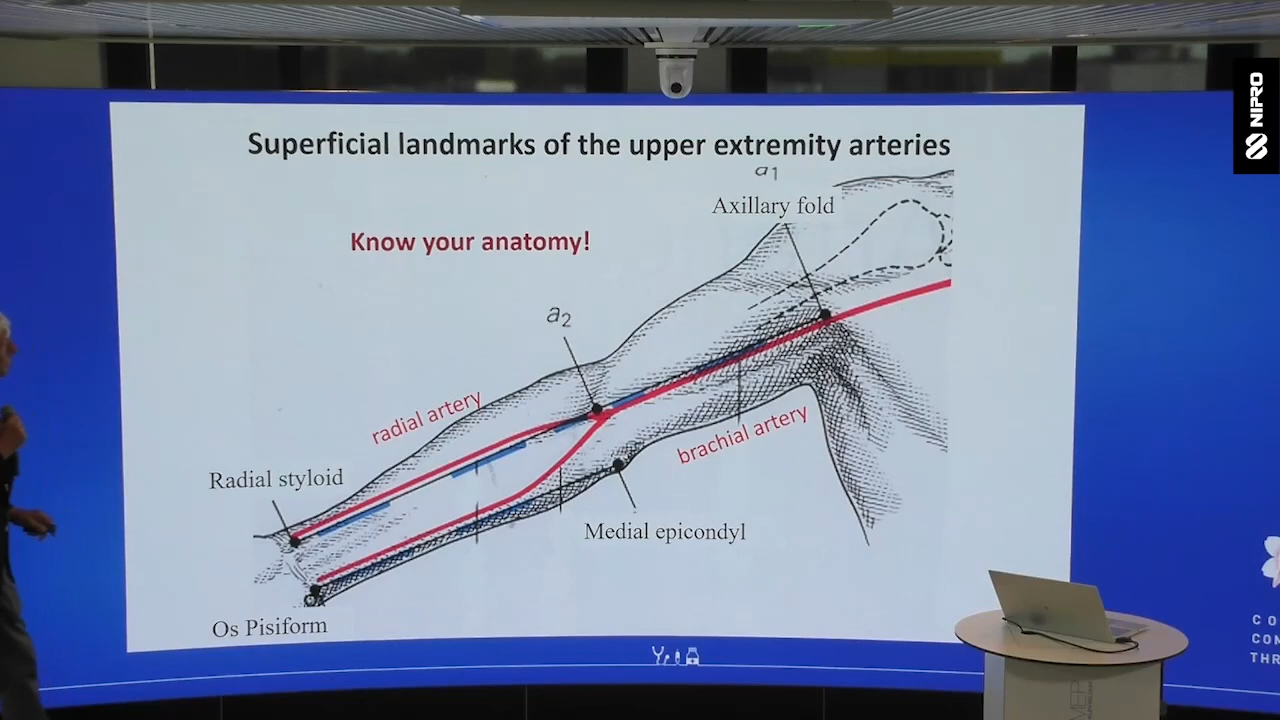 NIPRO
Superficial landmarks of the upper extremity arteries
a1
Axillary fold
Know your anatomy!
a2
radial artery
brachial artery
Radial styloid
Medial epicondyl
Os Pisiform